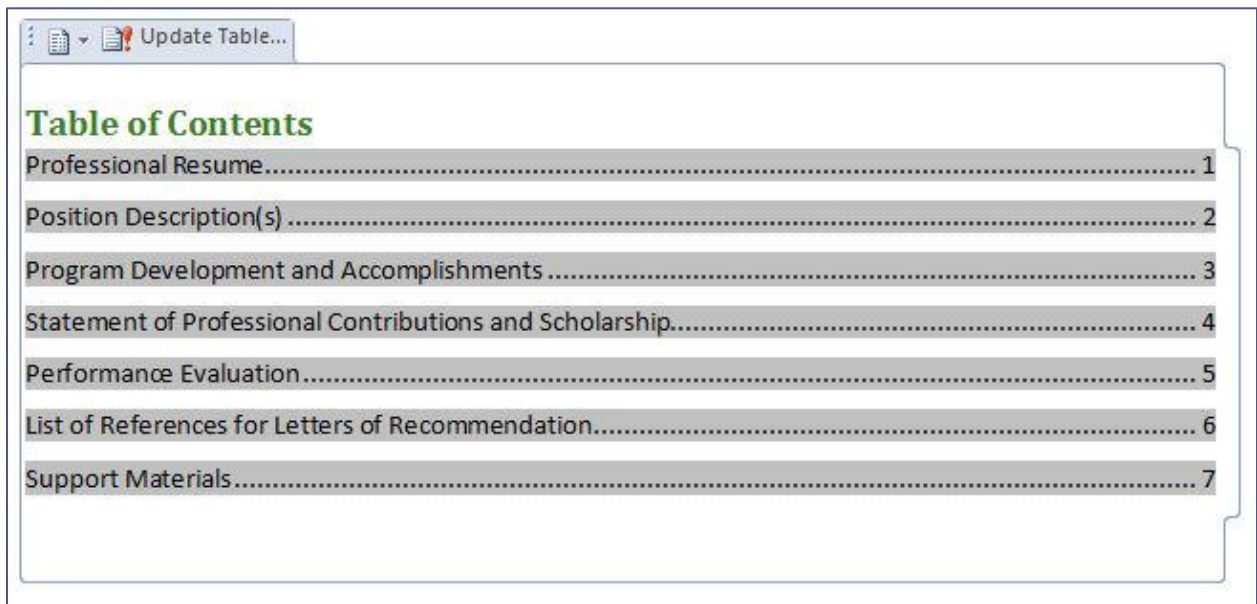 Update Table...
Table of Contents
Professional Resume........................................................................................................................ 1
Position Description(s) ..................................................................................................................... 2
Program Development and Accomplishments .................................................................................... 3
Statement of Professional Contributions and Scholarship.................................................................... 4
Performance Evaluation.................................................................................................................... 5
List of References for Letters of Recommendation.............................................................................. 6
Support Materials............................................................................................................................ 7